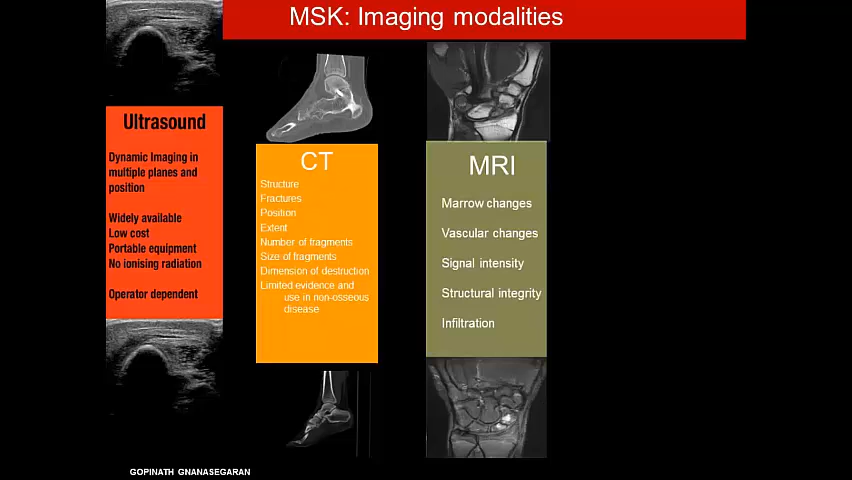 MSK: Imaging modalities
Ultrasound
Dynamic Imaging in
multiple planes and
position
Widely available
Low cost
Portable equipment
No ionising radiation
Operator dependent
CT
Structure
Fractures
Position
Extent
Number of fragments
Size of fragments
Dimension of destruction
Limited evidence and
use in non-osseous
disease
MRI
Marrow changes
Vascular changes
Signal intensity
Structural integrity
Infiltration
GOPINATH GNANASEGARAN